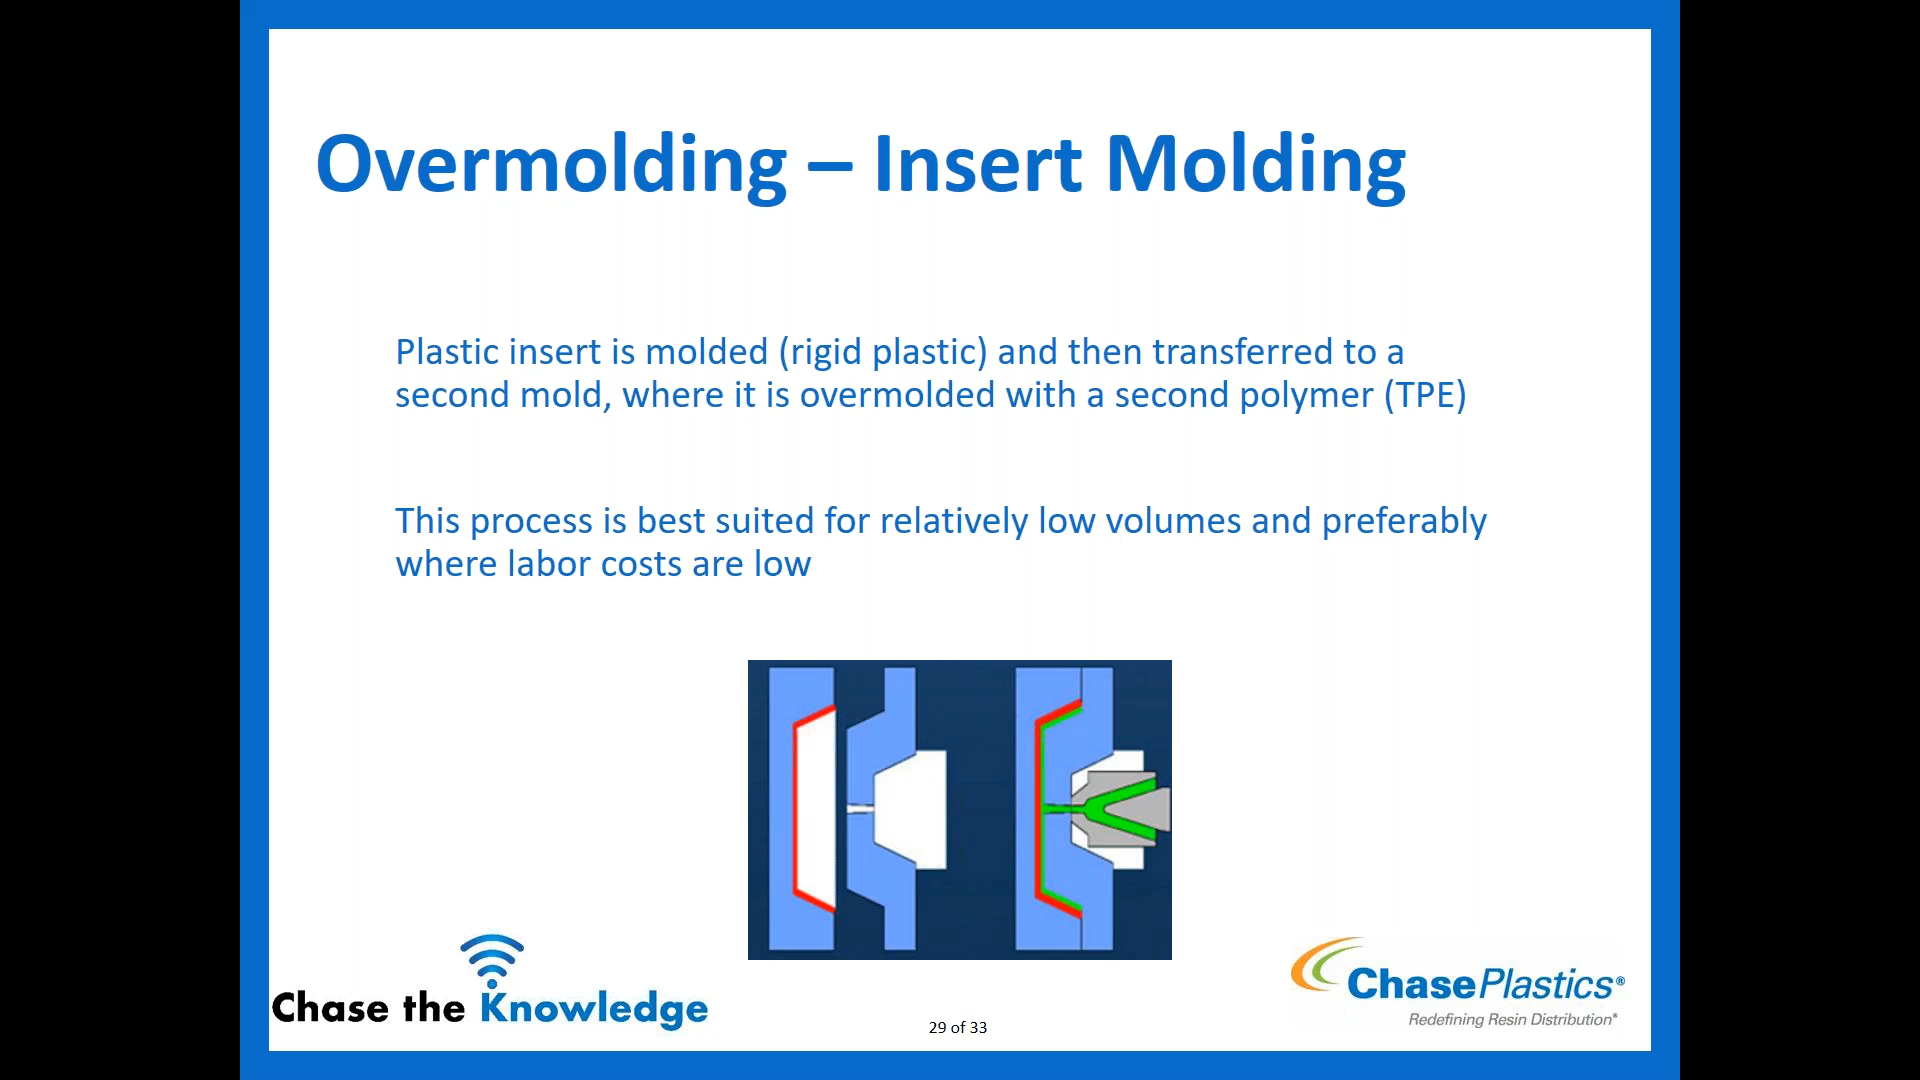 Overmolding – Insert Molding
Plastic insert is molded (rigid plastic) and then transferred to a
second mold, where it is overmolded with a second polymer (TPE)
This process is best suited for relatively low volumes and preferably
where labor costs are low
Chase the Knowledge
29 of 33
ChasePlastics®
Redefining Resin Distribution®